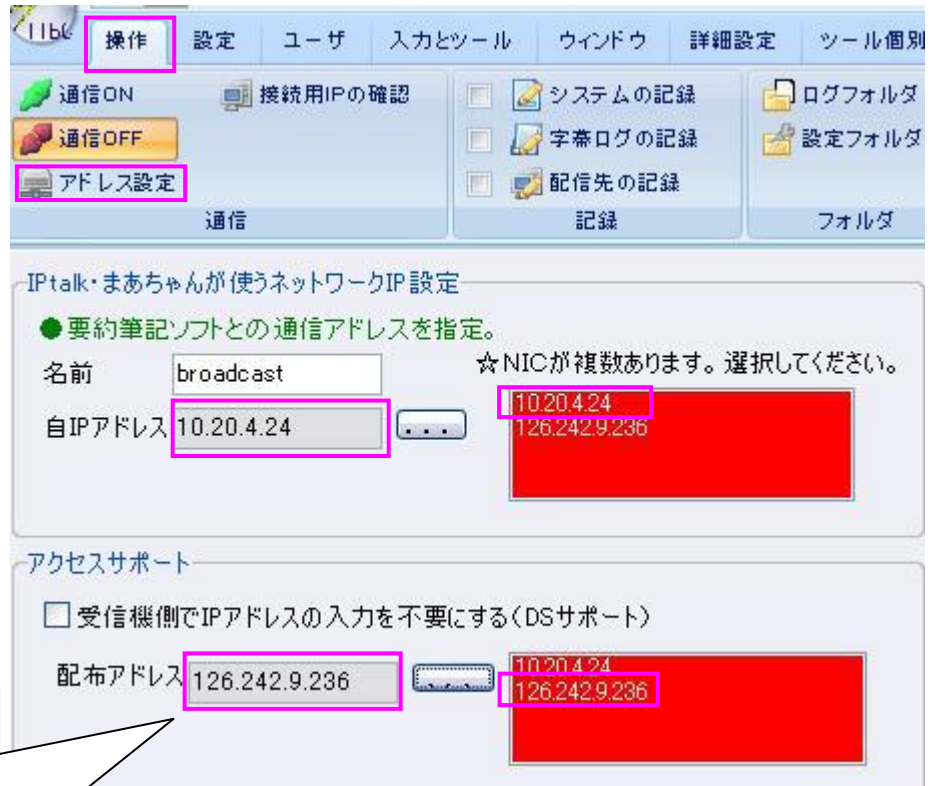 操作 設定 ユーザ 入力とツール ウィンドウ 詳細設定 ツール個別
通信ON 接続用IPの確認 システムの記録 ログフォルダ
通信OFF 字幕ログの記録 設定フォルダ
アドレス設定 配信先の記録
通信 記録 フォルダ
IPtalk・まあちゃんが使うネットワークIP設定
●要約筆記ソフトとの通信アドレスを指定。
名前 broadcast ☆NICが複数あります。選択してください。
自IPアドレス 10.20.4.24 ... 10.20.4.24
126.242.9.236
アクセスサポート
受信機側でIPアドレスの入力を不要にする(DSサポート)
配布アドレス 126.242.9.236 ... 10.20.4.24
126.242.9.236